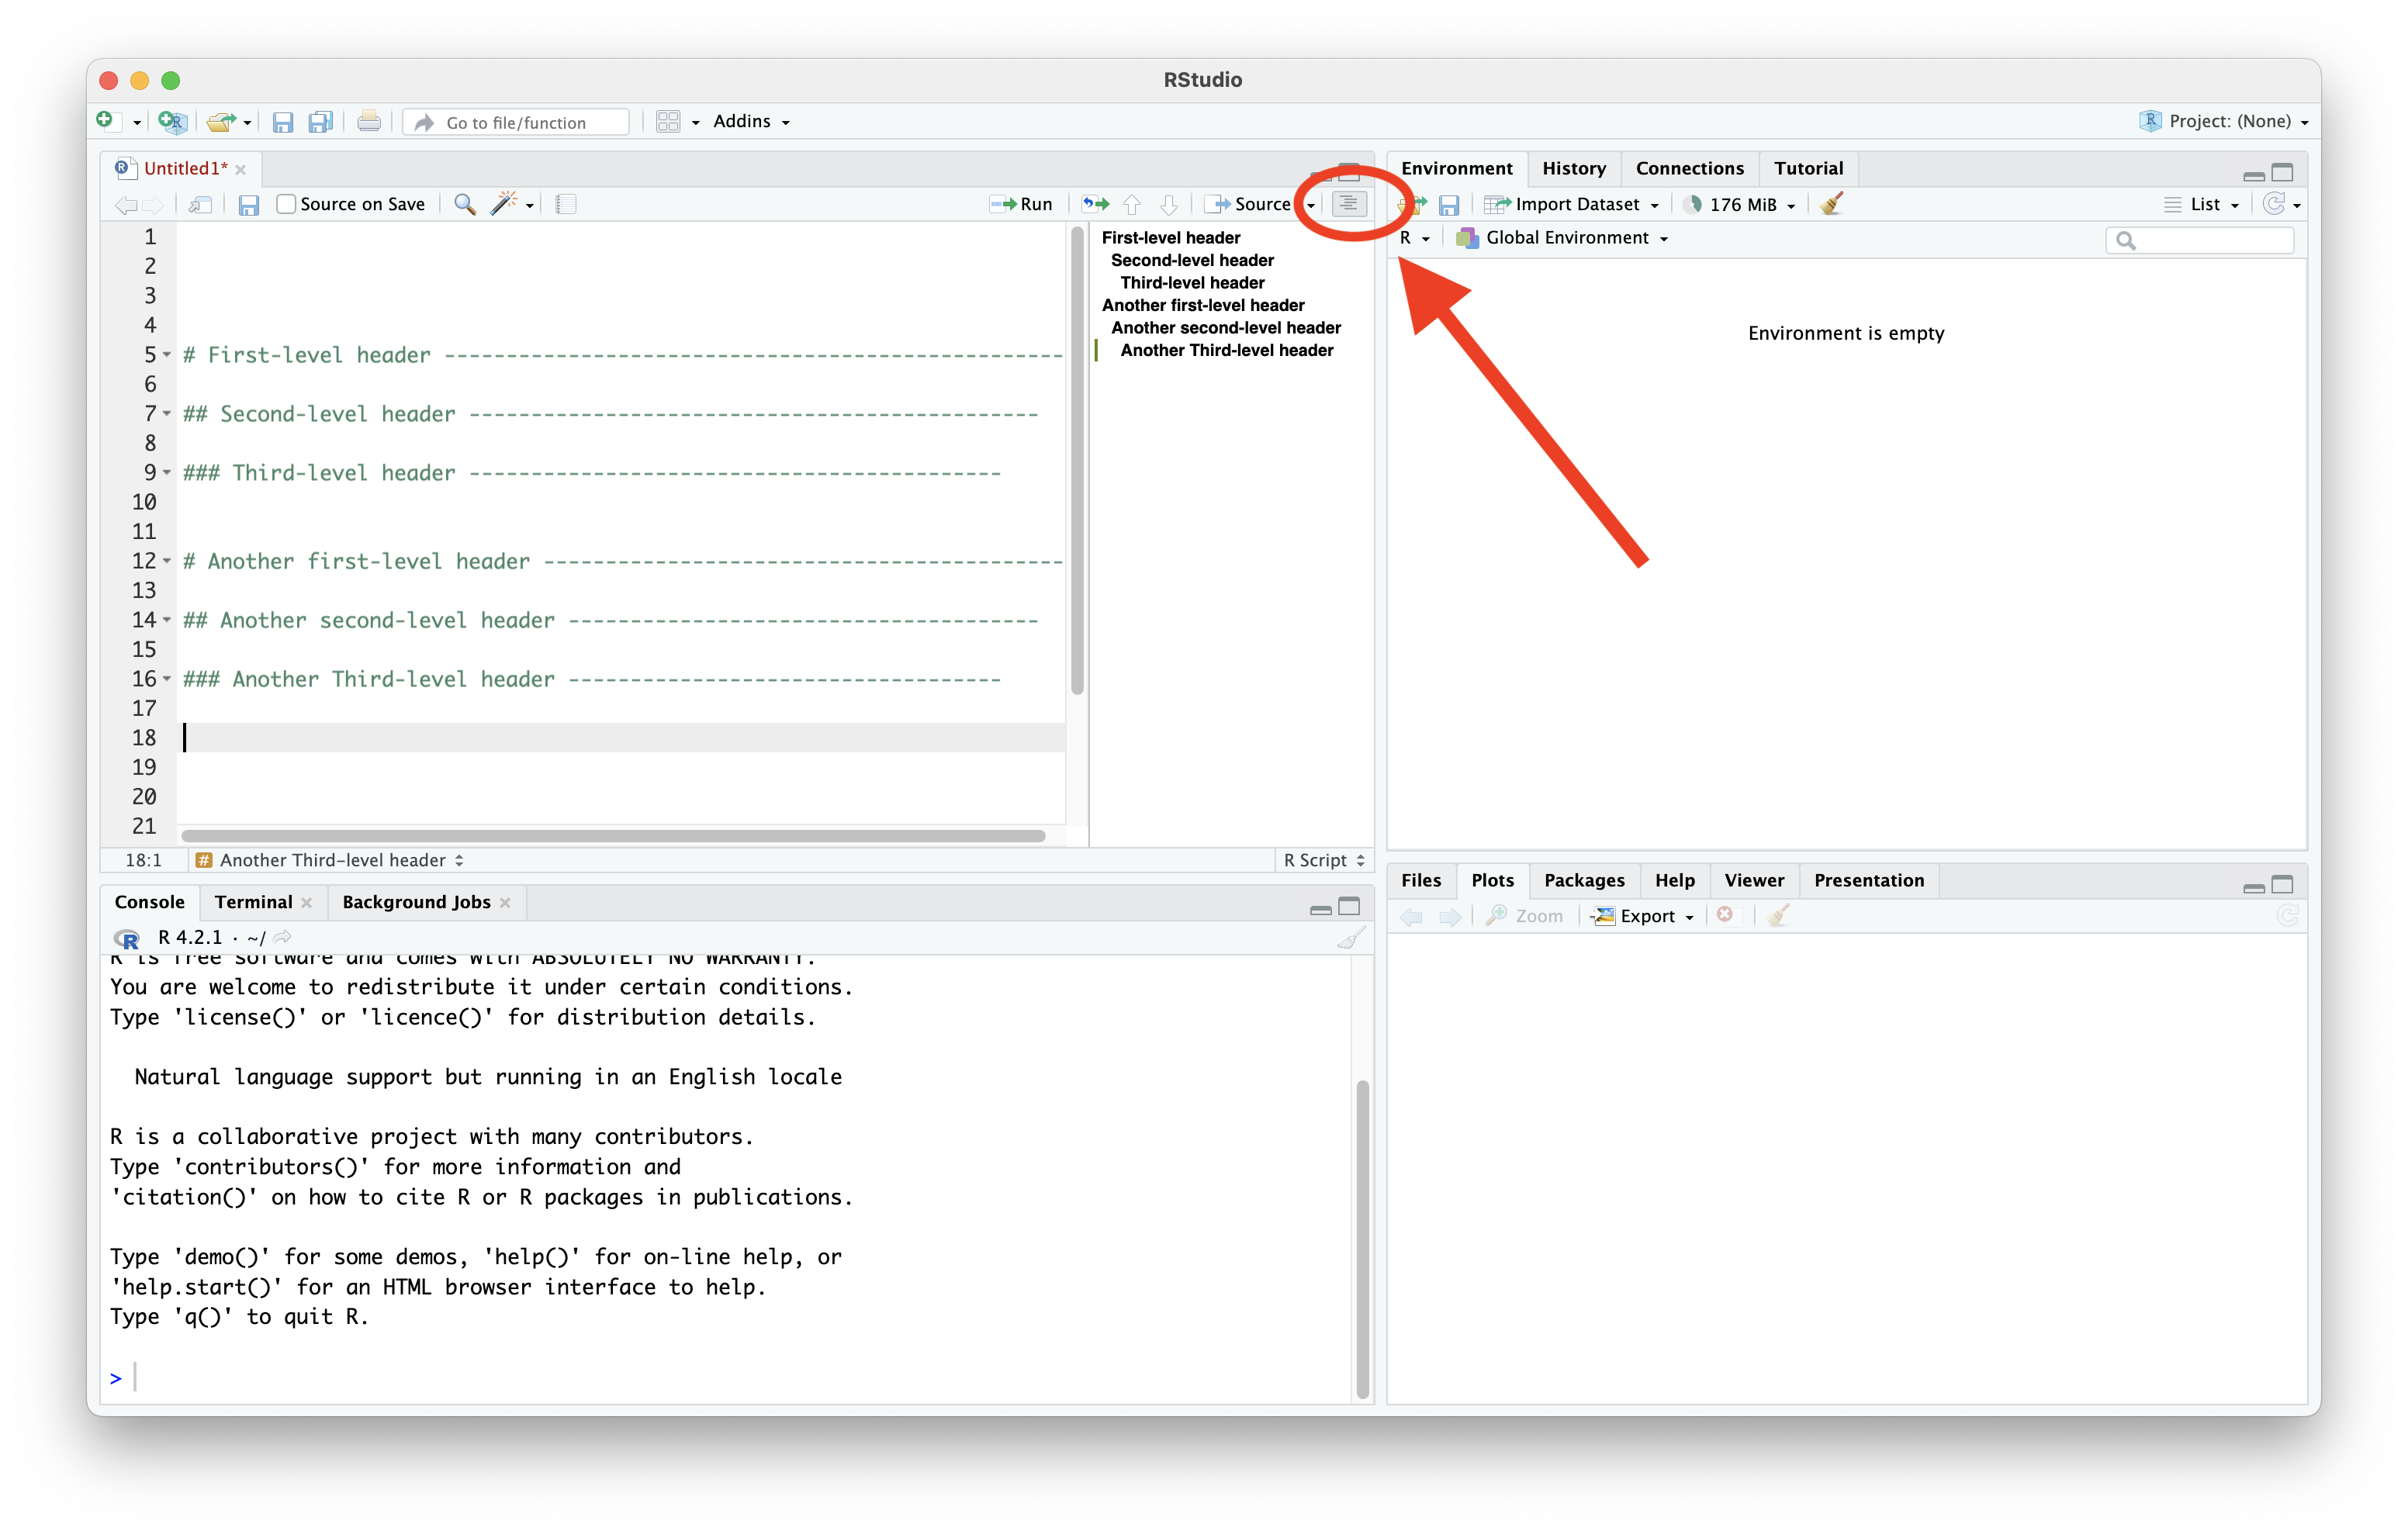 RStudio
Go to file/function
Addins
Project: (None)
Untitled1*
Source on Save
Run
Source
1
2
3
4
5 # First-level header --------------------------------------------------
6
7 ## Second-level header ----------------------------------------------
8
9 ### Third-level header -------------------------------------------
10
11
12 # Another first-level header ------------------------------------------
13
14 ## Another second-level header --------------------------------------
15
16 ### Another Third-level header -----------------------------------
17
18
19
20
21
First-level header
Second-level header
Third-level header
Another first-level header
Another second-level header
Another Third-level header
18:1
# Another Third-level header
R Script
Environment
History
Connections
Tutorial
Import Dataset
176 MiB
List
R
Global Environment
Environment is empty
Console
Terminal
Background Jobs
R 4.2.1 · ~/
R is free software and comes with ABSOLUTELY NO WARRANTY.
You are welcome to redistribute it under certain conditions.
Type 'license()' or 'licence()' for distribution details.
Natural language support but running in an English locale
R is a collaborative project with many contributors.
Type 'contributors()' for more information and
'citation()' on how to cite R or R packages in publications.
Type 'demo()' for some demos, 'help()' for on-line help, or
'help.start()' for an HTML browser interface to help.
Type 'q()' to quit R.
>
Files
Plots
Packages
Help
Viewer
Presentation
Zoom
Export